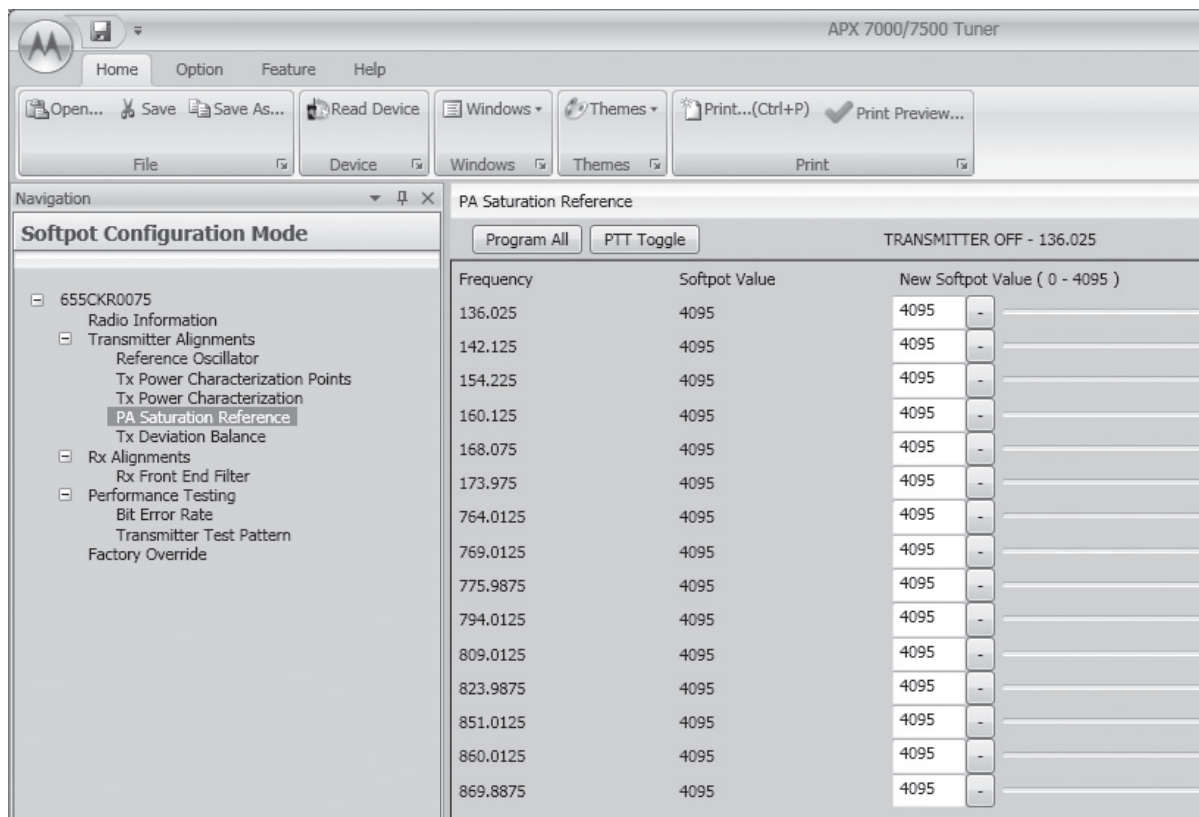 APX 7000/7500 Tuner
Home Option Feature Help
Open... Save Save As... Read Device Windows Themes Print...(Ctrl+P) Print Preview...
File Device Windows Themes Print
Navigation
Softpot Configuration Mode
655CKR0075
Radio Information
Transmitter Alignments
Reference Oscillator
Tx Power Characterization Points
Tx Power Characterization
PA Saturation Reference
Tx Deviation Balance
Rx Alignments
Rx Front End Filter
Performance Testing
Bit Error Rate
Transmitter Test Pattern
Factory Override
PA Saturation Reference
Program All PTT Toggle TRANSMITTER OFF - 136.025
Frequency Softpot Value New Softpot Value ( 0 - 4095 )
136.025 4095 4095 -
142.125 4095 4095 -
154.225 4095 4095 -
160.125 4095 4095 -
168.075 4095 4095 -
173.975 4095 4095 -
764.0125 4095 4095 -
769.0125 4095 4095 -
775.9875 4095 4095 -
794.0125 4095 4095 -
809.0125 4095 4095 -
823.9875 4095 4095 -
851.0125 4095 4095 -
860.0125 4095 4095 -
869.8875 4095 4095 -